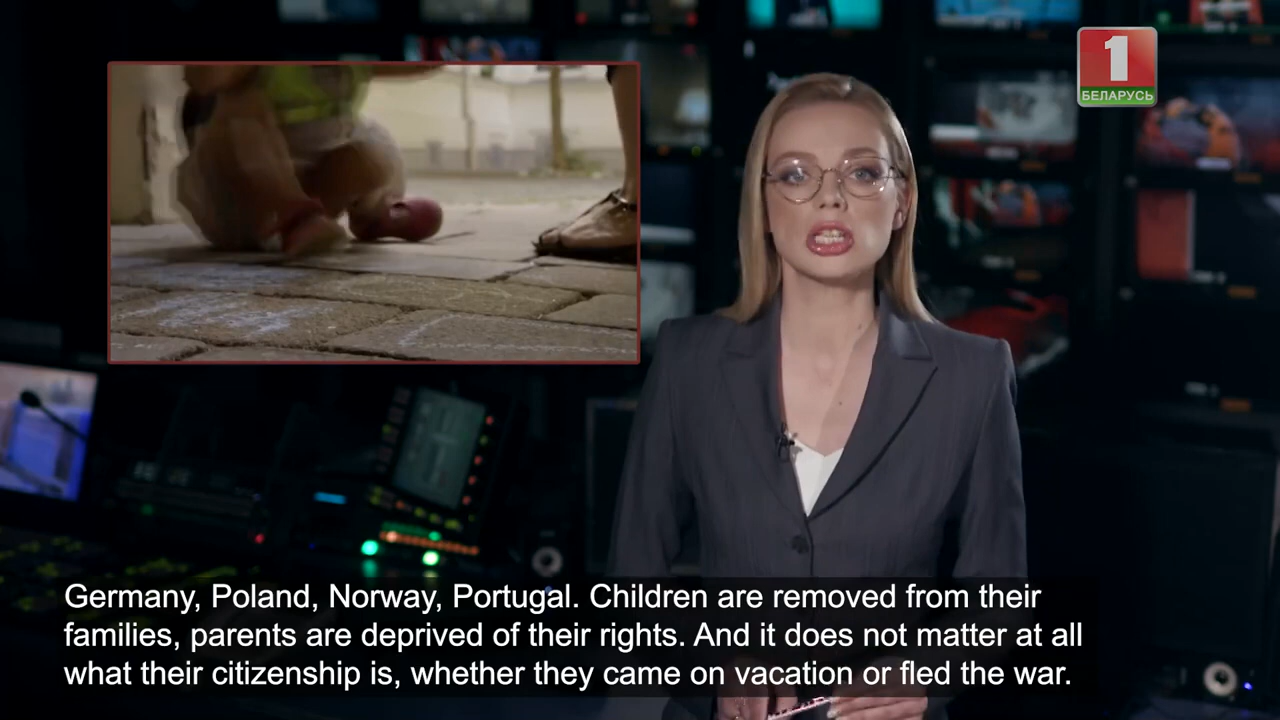 1
БЕЛАРУСЬ
Germany, Poland, Norway, Portugal. Children are removed from their
families, parents are deprived of their rights. And it does not matter at all
what their citizenship is, whether they came on vacation or fled the war.